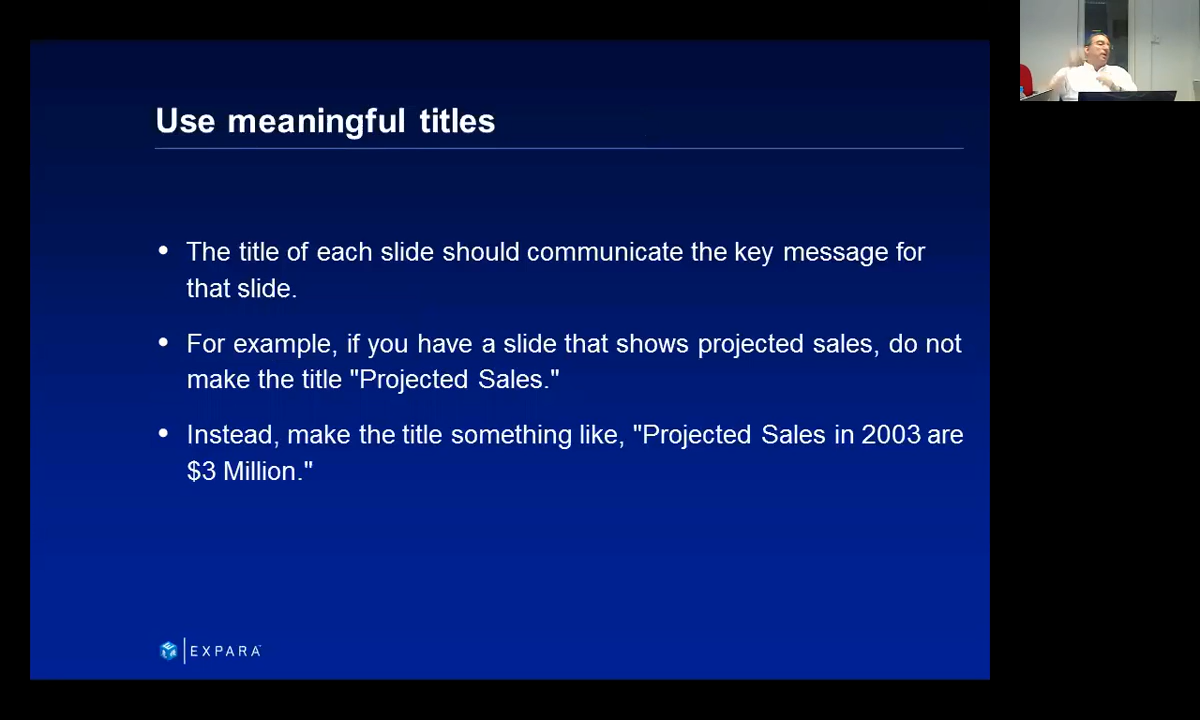 Use meaningful titles
• The title of each slide should communicate the key message for
that slide.
• For example, if you have a slide that shows projected sales, do not
make the title "Projected Sales."
• Instead, make the title something like, "Projected Sales in 2003 are
$3 Million."
EXPARA